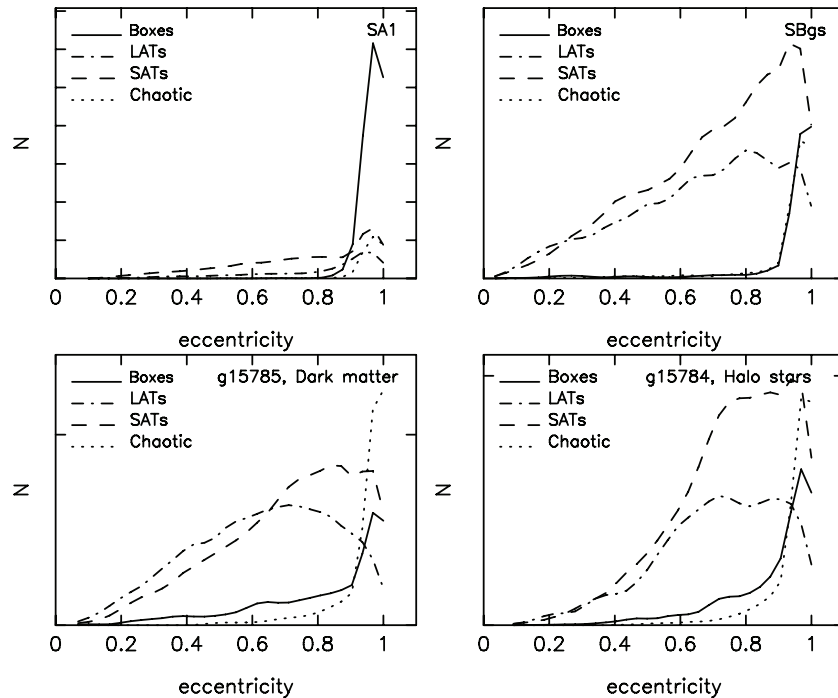 Boxes
LATs
SATs
Chaotic
SA1
N
0 0.2 0.4 0.6 0.8 1
eccentricity
Boxes
LATs
SATs
Chaotic
SBgs
N
0 0.2 0.4 0.6 0.8 1
eccentricity
Boxes
LATs
SATs
Chaotic
g15785, Dark matter
N
0 0.2 0.4 0.6 0.8 1
eccentricity
Boxes
LATs
SATs
Chaotic
g15784, Halo stars
N
0 0.2 0.4 0.6 0.8 1
eccentricity